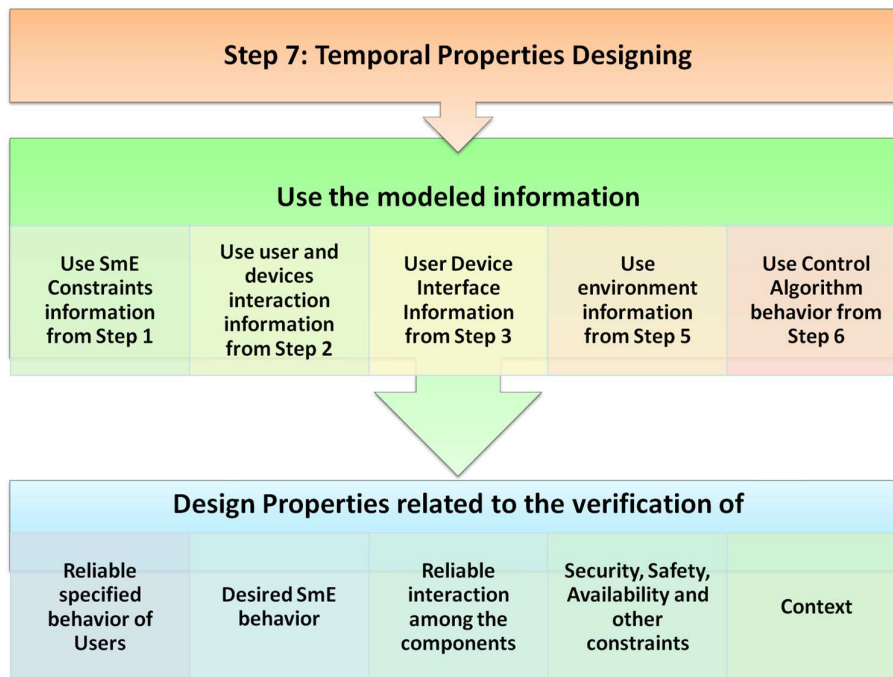 Step 7: Temporal Properties Designing
Use the modeled information
Use SmE
Constraints
information
from Step 1
Use user and
devices
interaction
information
from Step 2
User Device
Interface
Information
from Step 3
Use
environment
information
from Step 5
Use Control
Algorithm
behavior from
Step 6
Design Properties related to the verification of
Reliable
specified
behavior of
Users
Desired SmE
behavior
Reliable
interaction
among the
components
Security, Safety,
Availability and
other
constraints
Context